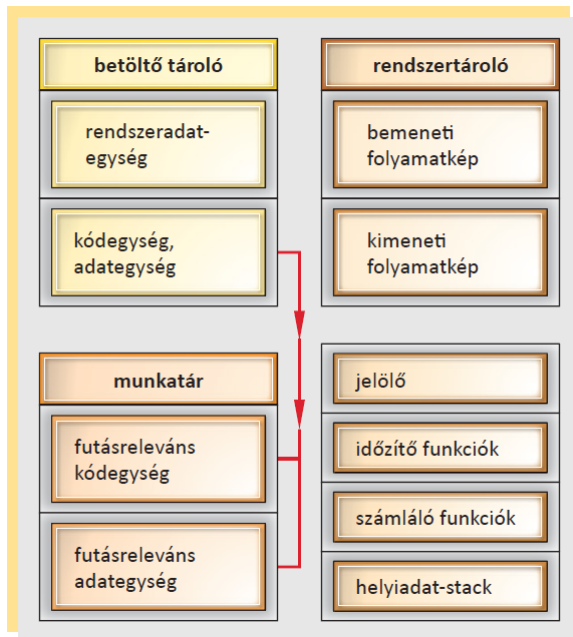 betöltő tároló
rendszeradat-
egység
kódegység,
adategység
rendszertároló
bemeneti
folyamatkép
kimeneti
folyamatkép
munkatár
futásreleváns
kódegység
futásreleváns
adategység
jelölő
időzítő funkciók
számláló funkciók
helyiadat-stack